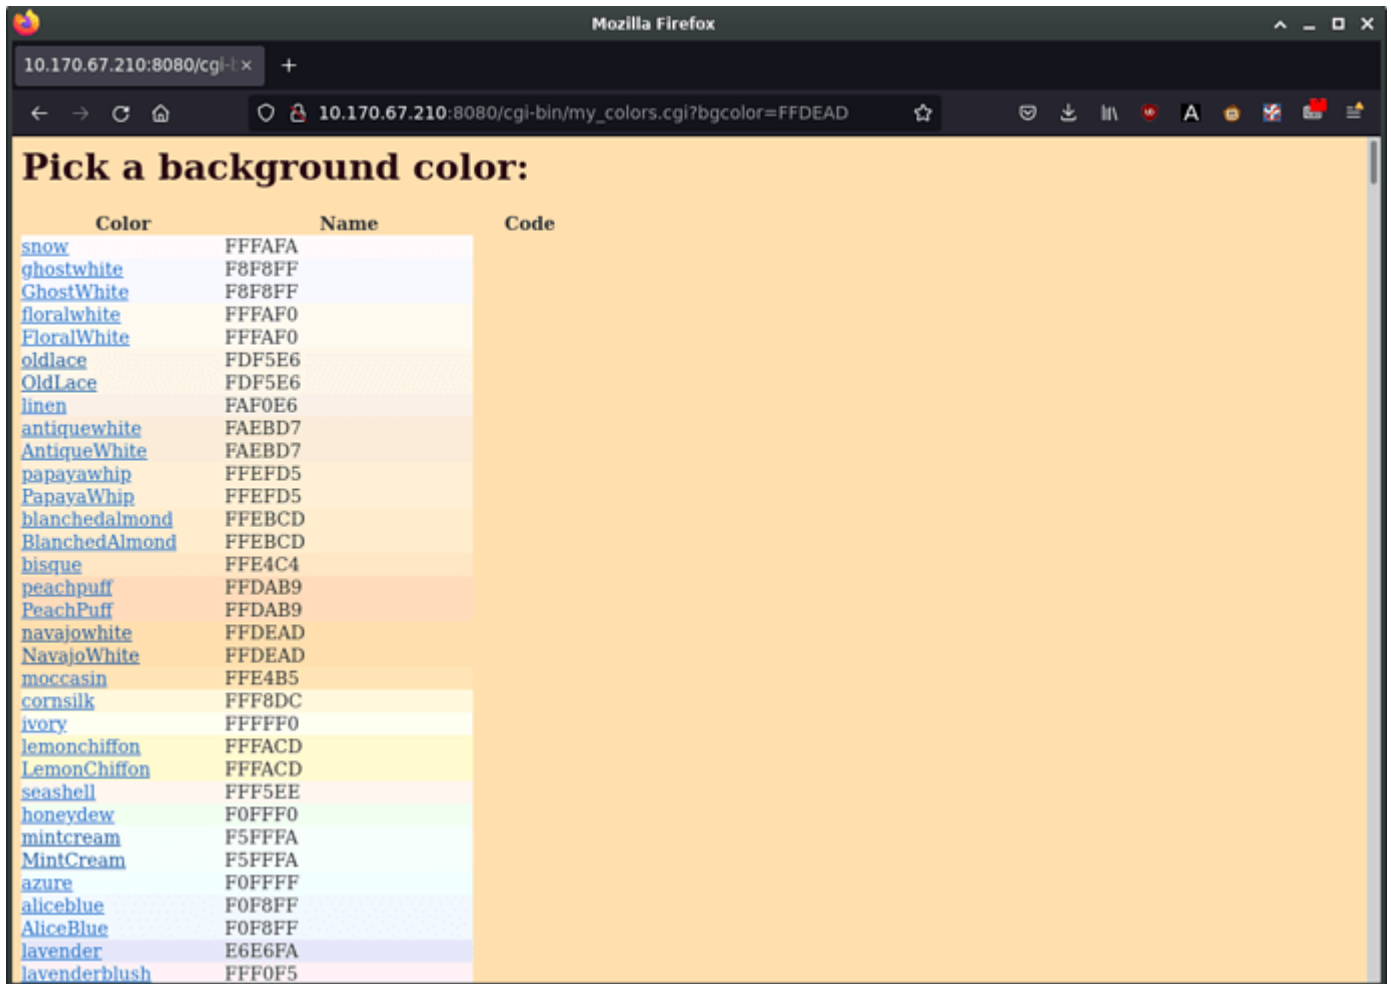 Mozilla Firefox
10.170.67.210:8080/cgi-b
10.170.67.210:8080/cgi-bin/my_colors.cgi?bgcolor=FFDEAD
Pick a background color:
Color Name Code
snow FFFAFA
ghostwhite F8F8FF
GhostWhite F8F8FF
floralwhite FFFAF0
FloralWhite FFFAF0
oldlace FDF5E6
OldLace FDF5E6
linen FAF0E6
antiquewhite FAEBD7
AntiqueWhite FAEBD7
papayawhip FFEFD5
PapayaWhip FFEFD5
blanchedalmond FFEBCD
BlanchedAlmond FFEBCD
bisque FFE4C4
peachpuff FFDAB9
PeachPuff FFDAB9
navajowhite FFDEAD
NavajoWhite FFDEAD
moccasin FFE4B5
cornsilk FFF8DC
ivory FFFFF0
lemonchiffon FFFACD
LemonChiffon FFFACD
seashell FFF5EE
honeydew F0FFF0
mintcream F5FFFA
MintCream F5FFFA
azure F0FFFF
aliceblue F0F8FF
AliceBlue F0F8FF
lavender E6E6FA
lavenderblush FFF0F5